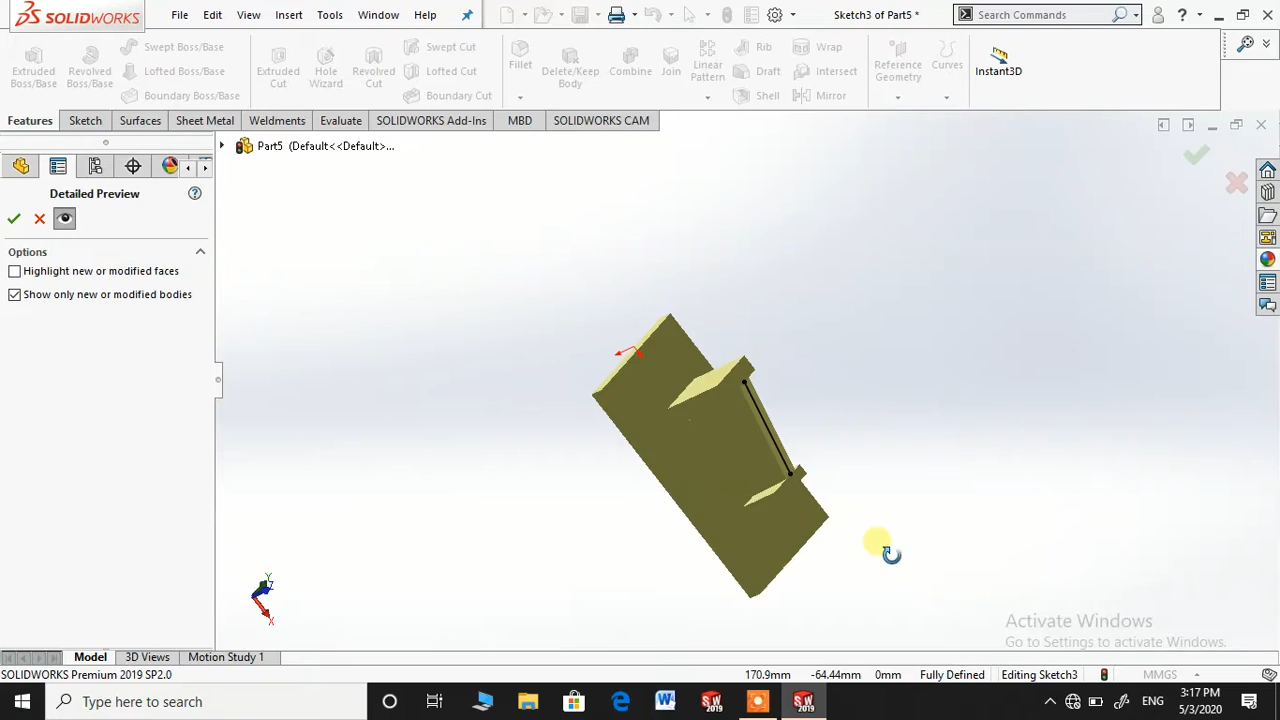 SOLIDWORKS File Edit View Insert Tools Window Help Sketch3 of Part5 * Search Commands ?
Extruded Boss/Base
Revolved Boss/Base
Swept Boss/Base
Lofted Boss/Base
Boundary Boss/Base
Extruded Cut
Hole Wizard
Revolved Cut
Swept Cut
Lofted Cut
Boundary Cut
Fillet
Delete/Keep Body
Combine
Join
Linear Pattern
Rib
Draft
Shell
Wrap
Intersect
Mirror
Reference Geometry
Curves
Instant3D
Features Sketch Surfaces Sheet Metal Weldments Evaluate SOLIDWORKS Add-Ins MBD SOLIDWORKS CAM
Part5 (Default<<Default>...
Detailed Preview
Options
Highlight new or modified faces
Show only new or modified bodies
Y
Z
X
Activate Windows
Go to Settings to activate Windows.
Model 3D Views Motion Study 1
SOLIDWORKS Premium 2019 SP2.0 170.9mm -64.44mm 0mm Fully Defined Editing Sketch3 MMGS
Type here to search ENG 3:17 PM
5/3/2020